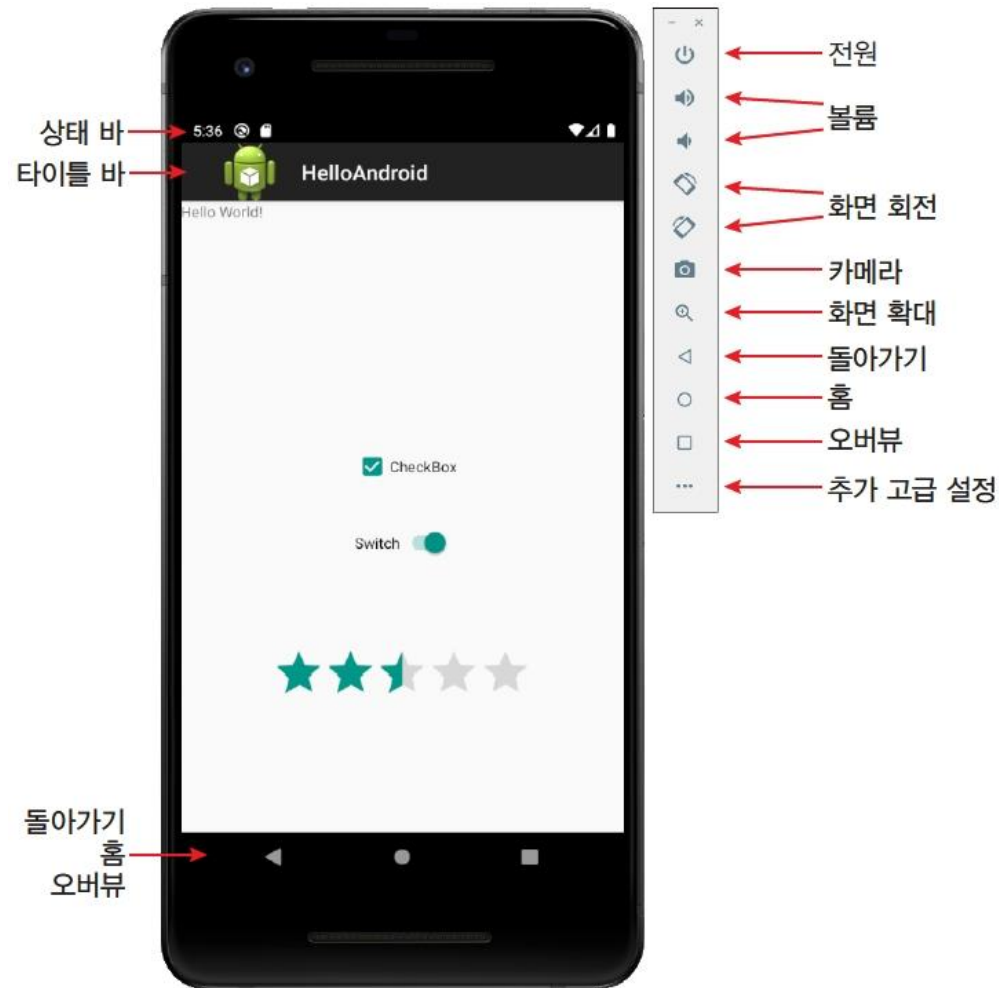 상태 바
타이틀 바
5:36
HelloAndroid
Hello World!
CheckBox
Switch
돌아가기
홈
오버뷰
전원
볼륨
화면 회전
카메라
화면 확대
돌아가기
홈
오버뷰
추가 고급 설정